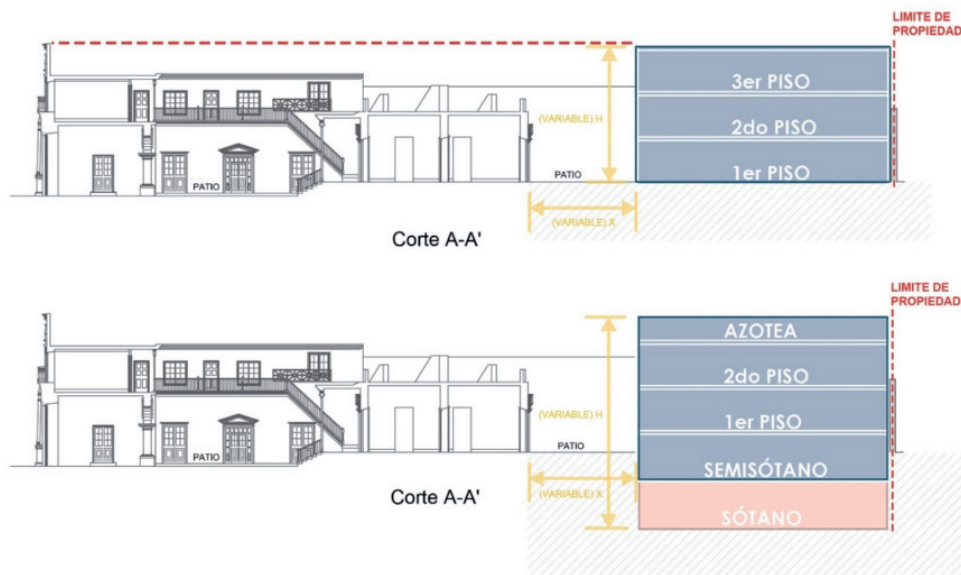 LIMITE DE
PROPIEDAD
3er PISO
(VARIABLE) H
2do PISO
PATIO
PATIO
1er PISO
(VARIABLE) X
Corte A-A'
LIMITE DE
PROPIEDAD
AZOTEA
2do PISO
(VARIABLE) H
1er PISO
PATIO
PATIO
SEMISÓTANO
(VARIABLE) X
Corte A-A'
SÓTANO